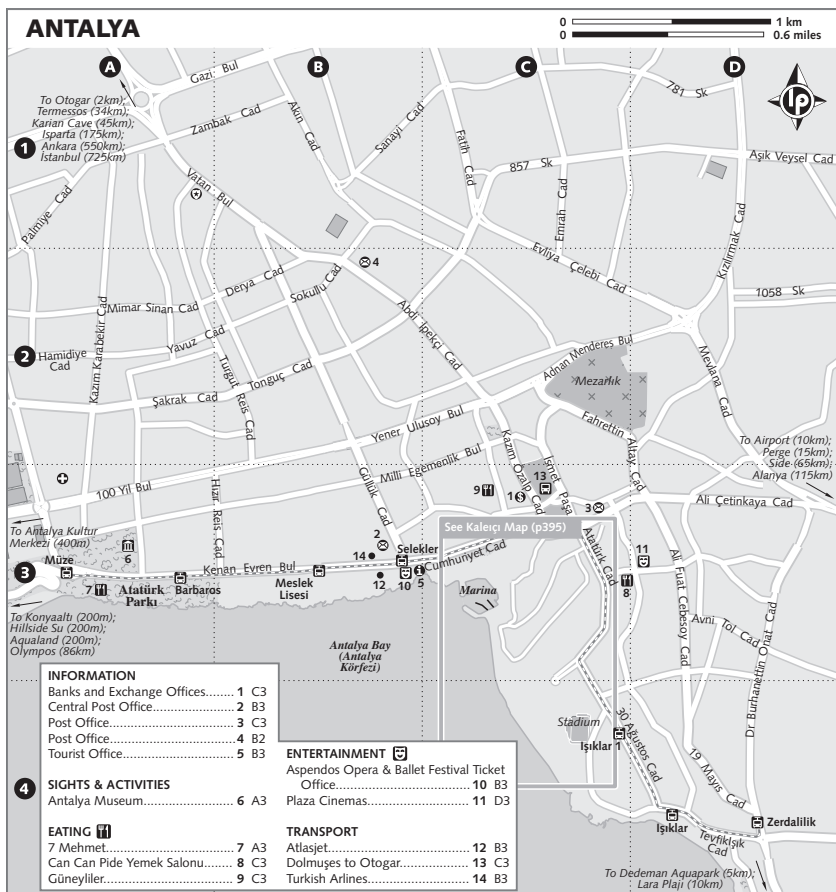 ANTALYA
0 1 km
0 0.6 miles
A
B
C
D
1
2
3
4
lp
To Otogar (2km);
Termessos (34km);
Karian Cave (45km);
Isparta (175km);
Ankara (550km);
İstanbul (725km)
Gazi Bul
Zambak Cad
Akın Cad
Sanayi Cad
Fatih Cad
781 Sk
857 Sk
Aşık Veysel Cad
Vatan Bul
Palmiye Cad
Emrah Cad
Evliya Çelebi Cad
Kızılırmak Cad
1058 Sk
4
Derya Cad
Sokullu Cad
Mimar Sinan Cad
Abdi İpekçi Cad
Hamidiye
Cad
Yavuz Cad
Kazım Karabekir Cad
Turgut Reis Cad
Tonguç Cad
Şakrak Cad
Adnan Menderes Bul
Mezarlık
Mevlana Cad
Yener Ulusoy Bul
Fahrettin Altay Cad
Milli Egemenlik Bul
Güllük Cad
Kazım Özalp Cad
İsmet Paşa
To Airport (10km);
Perge (15km);
Side (65km);
Alanya (115km)
100 Yil Bul
Hızır Reis Cad
9
1
13
3
Ali Çetinkaya Cad
To Antalya Kultur
Merkezi (400m)
See Kaleiçı Map (p395)
6
2
14
Selekler
Müze
Kenan Evren Bul
Cumhuriyet Cad
Atatürk Cad
11
7
Atatürk
Parkı
Barbaros
Meslek
Lisesi
12
10
5
Marina
8
Ali Fuat Cebesoy Cad
Avni Tol Cad
Dr Burhanettin Onat Cad
To Konyaaltı (200m);
Hillside Su (200m);
Aqualand (200m);
Olympos (86km)
Antalya Bay
(Antalya
Körfezi)
Stadium
Işıklar 1
30 Ağustos Cad
19 Mayıs Cad
Işıklar
Tevfikişik
Cad
Zerdalilik
To Dedeman Aquapark (5km);
Lara Plajı (10km)
INFORMATION
Banks and Exchange Offices........ 1 C3
Central Post Office..................... 2 B3
Post Office................................. 3 C3
Post Office................................. 4 B2
Tourist Office............................. 5 B3
SIGHTS & ACTIVITIES
Antalya Museum........................ 6 A3
EATING
7 Mehmet.................................. 7 A3
Can Can Pide Yemek Salonu...... 8 C3
Güneyliler.................................. 9 C3
ENTERTAINMENT
Aspendos Opera & Ballet Festival Ticket
Office................................... 10 B3
Plaza Cinemas.......................... 11 D3
TRANSPORT
Atlasjet.................................... 12 B3
Dolmuşes to Otogar................. 13 C3
Turkish Arlines......................... 14 B3